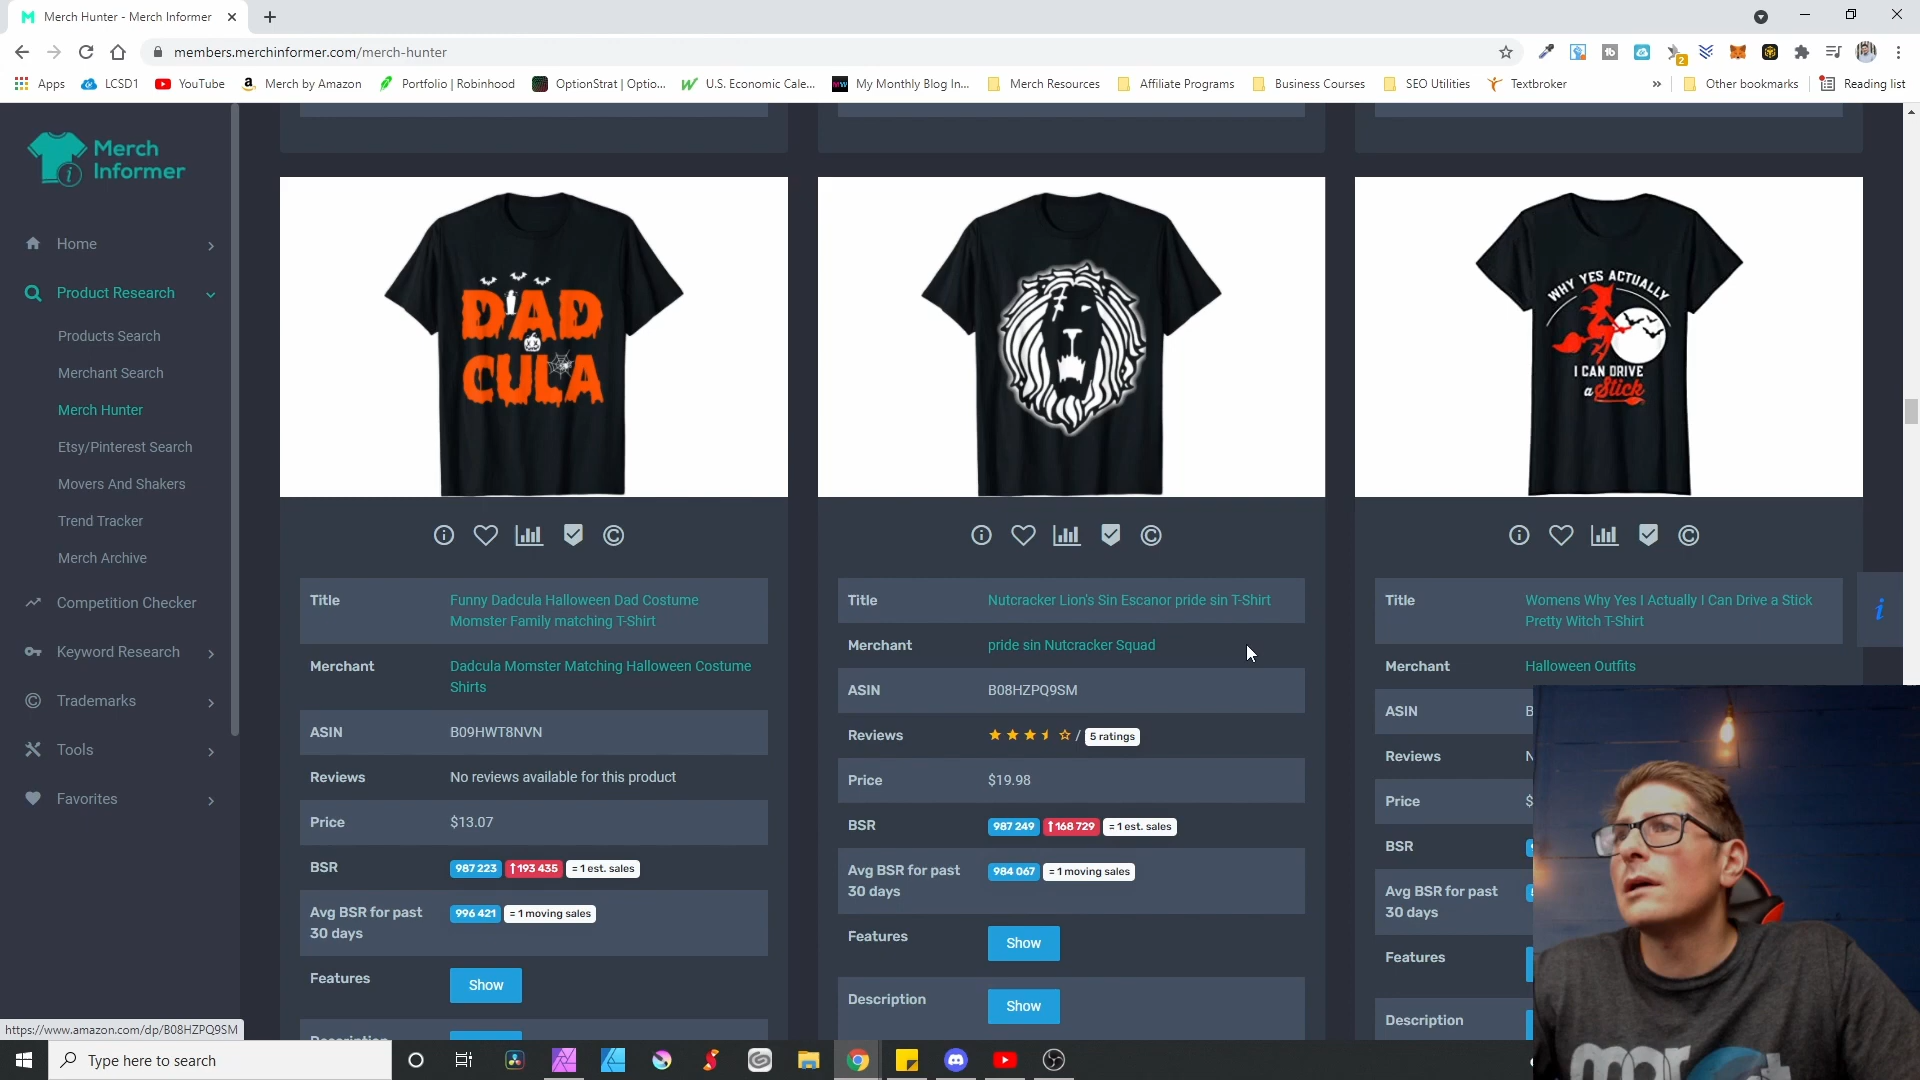 Merch Hunter - Merch Informer
members.merchinformer.com/merch-hunter
Apps LCSD1 YouTube Merch by Amazon Portfolio | Robinhood OptionStrat | Optio... U.S. Economic Cale... My Monthly Blog In... Merch Resources Affiliate Programs Business Courses SEO Utilities Textbroker » Other bookmarks Reading list
Merch
Informer
Home
Product Research
Products Search
Merchant Search
Merch Hunter
Etsy/Pinterest Search
Movers And Shakers
Trend Tracker
Merch Archive
Competition Checker
Keyword Research
Trademarks
Tools
Favorites
DAD
CULA
Title Funny Dadcula Halloween Dad Costume
Momster Family matching T-Shirt
Merchant Dadcula Momster Matching Halloween Costume
Shirts
ASIN B09HWT8NVN
Reviews No reviews available for this product
Price $13.07
BSR 987 223 193 435 = 1 est. sales
Avg BSR for past 996 421 = 1 moving sales
30 days
Features Show
Title Nutcracker Lion's Sin Escanor pride sin T-Shirt
Merchant pride sin Nutcracker Squad
ASIN B08HZPQ9SM
Reviews / 5 ratings
Price $19.98
BSR 987 249 168 729 = 1 est. sales
Avg BSR for past 984 067 = 1 moving sales
30 days
Features Show
Description Show
WHY YES ACTUALLY
I CAN DRIVE
a Stick
Title Womens Why Yes I Actually I Can Drive a Stick
Pretty Witch T-Shirt
Merchant Halloween Outfits
ASIN B
Reviews N
Price $
BSR
Avg BSR for past
30 days
Features
Description
https://www.amazon.com/dp/B08HZPQ9SM
Type here to search